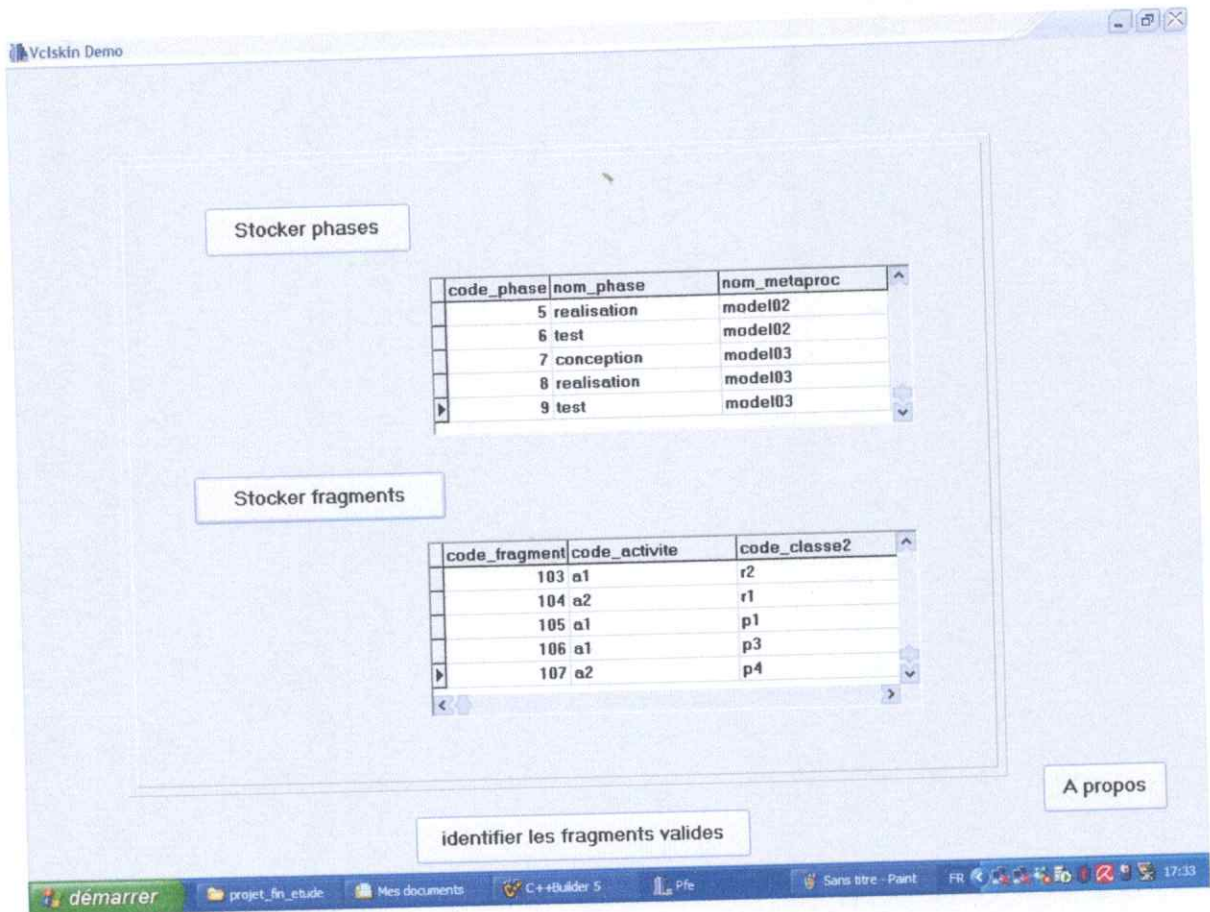 Vclskin Demo
Stocker phases
code_phase nom_phase nom_metaproc
5 realisation model02
6 test model02
7 conception model03
8 realisation model03
9 test model03
Stocker fragments
code_fragment code_activite code_classe2
103 a1 r2
104 a2 r1
105 a1 p1
106 a1 p3
107 a2 p4
A propos
identifier les fragments valides
démarrer projet_fin_etude Mes documents C++Builder 5 Pfe Sans titre - Paint FR 17:33